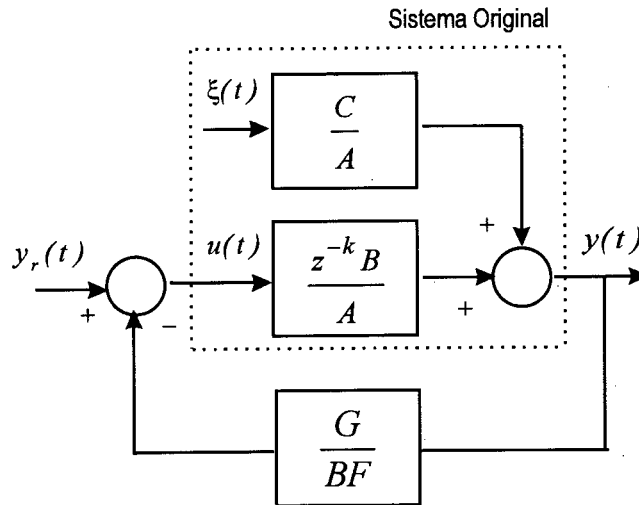 Sistema Original
ξ(t)
C
A
+
y_r(t)
u(t)
z^{-k} B
A
y(t)
+
−
+
G
BF